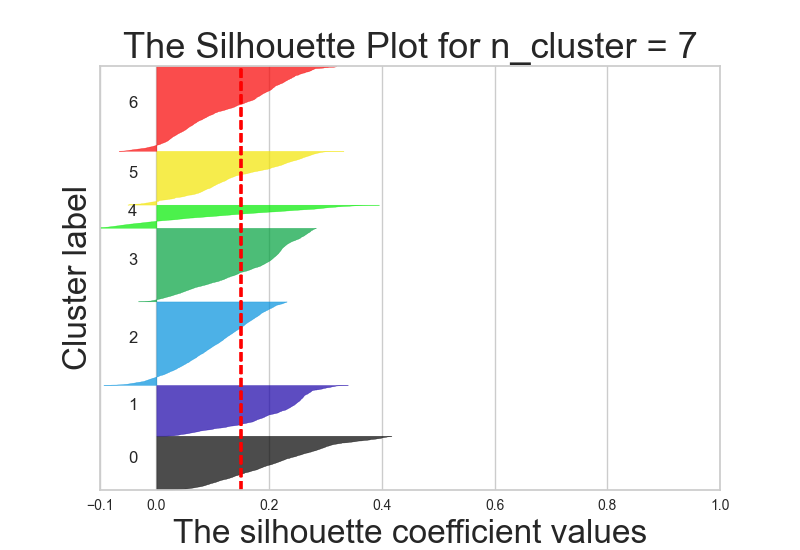 The Silhouette Plot for n_cluster = 7
Cluster label
6
5
4
3
2
1
0
−0.1 0.0 0.2 0.4 0.6 0.8 1.0
The silhouette coefficient values